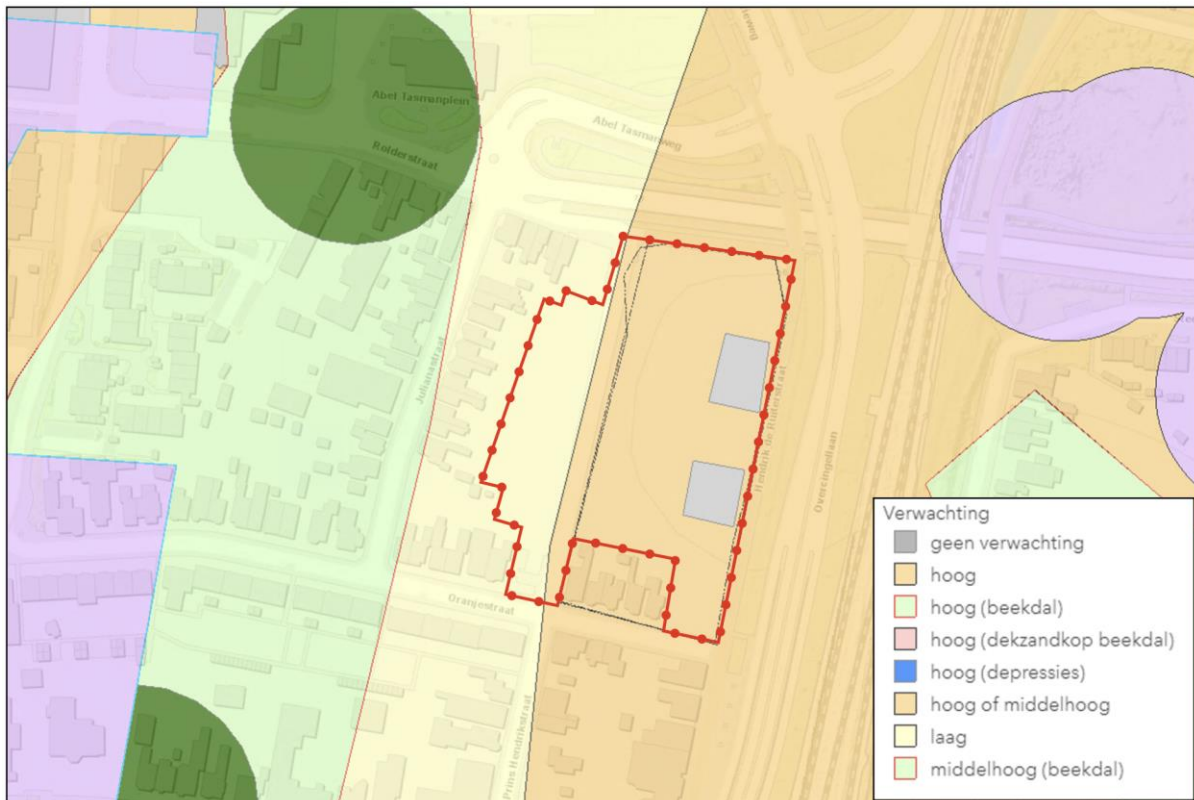 Abel Tasmanplein
Rolderstraat
Abel Tasmanweg
Julianastraat
Hendrik de Ruiterstraat
Overcingellaan
Oranjestraat
Prins Hendrikstraat
Verwachting
geen verwachting
hoog
hoog (beekdal)
hoog (dekzandkop beekdal)
hoog (depressies)
hoog of middelhoog
laag
middelhoog (beekdal)